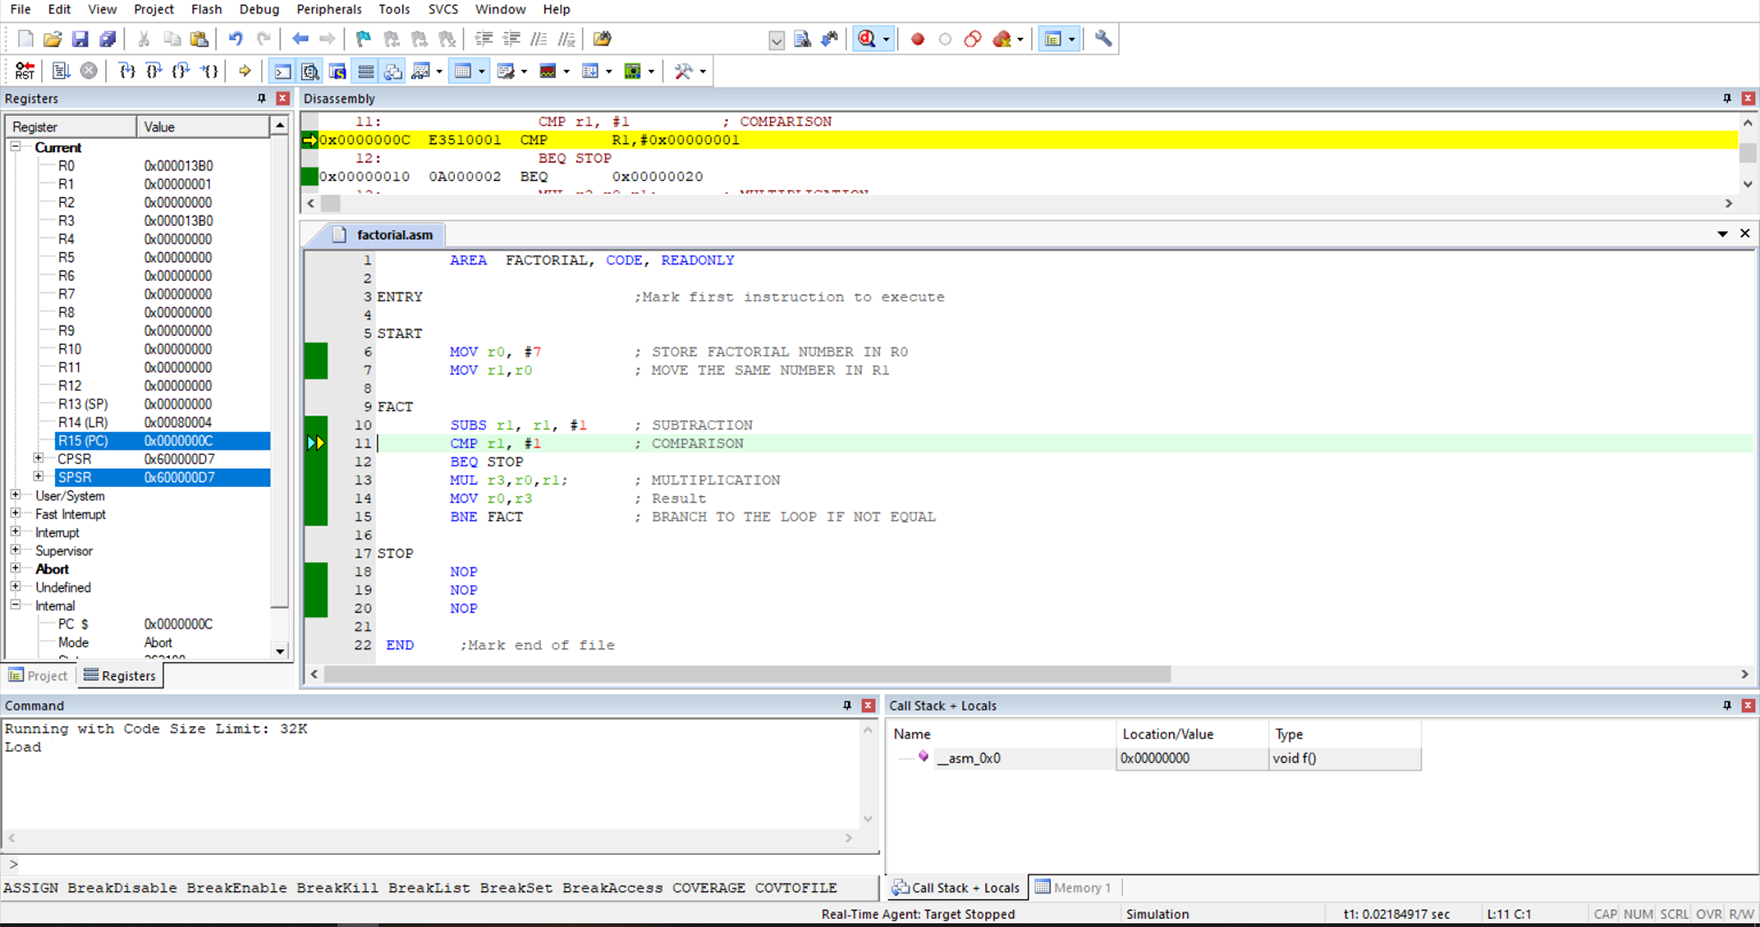 File Edit View Project Flash Debug Peripherals Tools SVCS Window Help
RST
Registers
Register Value
Current
R0 0x000013B0
R1 0x00000001
R2 0x00000000
R3 0x000013B0
R4 0x00000000
R5 0x00000000
R6 0x00000000
R7 0x00000000
R8 0x00000000
R9 0x00000000
R10 0x00000000
R11 0x00000000
R12 0x00000000
R13 (SP) 0x00000000
R14 (LR) 0x00080004
R15 (PC) 0x0000000C
CPSR 0x600000D7
SPSR 0x600000D7
User/System
Fast Interrupt
Interrupt
Supervisor
Abort
Undefined
Internal
PC $ 0x0000000C
Mode Abort
Project Registers
Disassembly
11: CMP r1, #1 ; COMPARISON
0x0000000C E3510001 CMP R1,#0x00000001
12: BEQ STOP
0x00000010 0A000002 BEQ 0x00000020
factorial.asm
1 AREA FACTORIAL, CODE, READONLY
2
3 ENTRY ;Mark first instruction to execute
4
5 START
6 MOV r0, #7 ; STORE FACTORIAL NUMBER IN R0
7 MOV r1,r0 ; MOVE THE SAME NUMBER IN R1
8
9 FACT
10 SUBS r1, r1, #1 ; SUBTRACTION
11 CMP r1, #1 ; COMPARISON
12 BEQ STOP
13 MUL r3,r0,r1; ; MULTIPLICATION
14 MOV r0,r3 ; Result
15 BNE FACT ; BRANCH TO THE LOOP IF NOT EQUAL
16
17 STOP
18 NOP
19 NOP
20 NOP
21
22 END ;Mark end of file
Command
Running with Code Size Limit: 32K
Load
>
ASSIGN BreakDisable BreakEnable BreakKill BreakList BreakSet BreakAccess COVERAGE COVTOFILE
Call Stack + Locals
Name Location/Value Type
__asm_0x0 0x00000000 void f()
Call Stack + Locals Memory 1
Real-Time Agent: Target Stopped Simulation t1: 0.02184917 sec L:11 C:1 CAP NUM SCRL OVR R/W